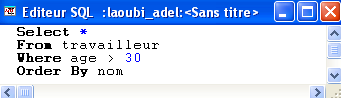 Editeur SQL :laoubi_adel:<Sans titre>
Select *
From travailleur
Where age > 30
Order By nom